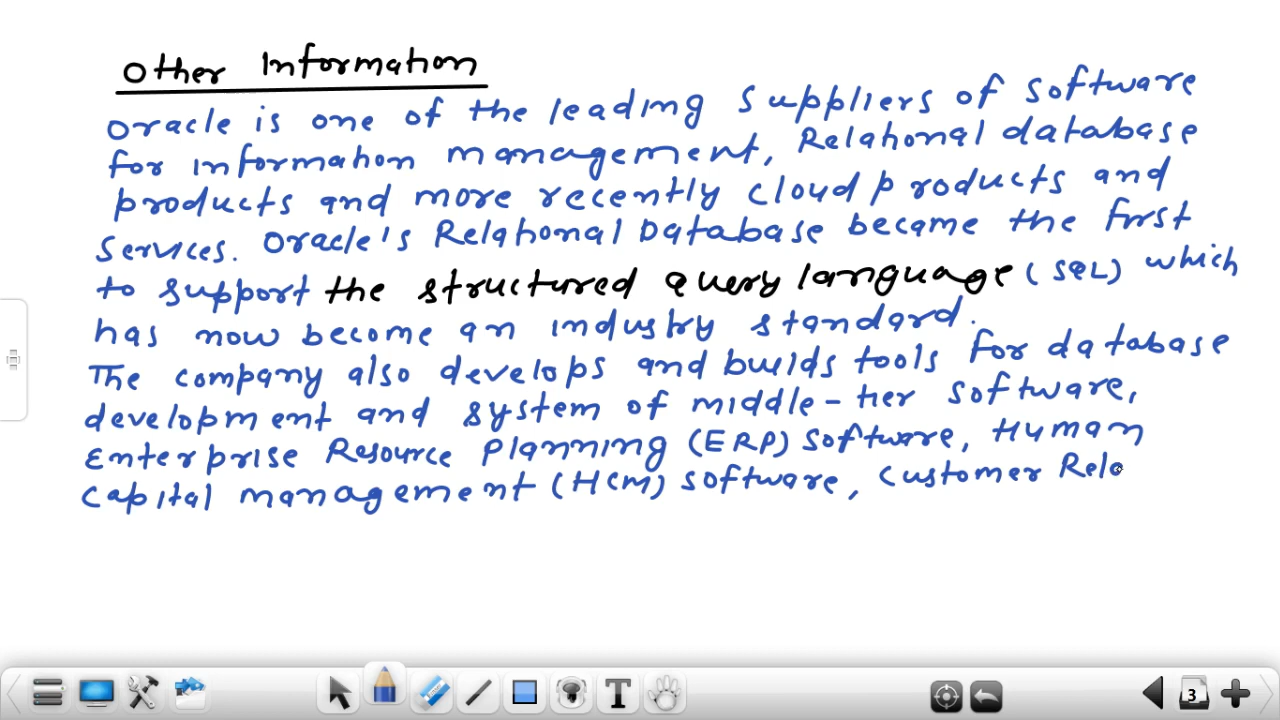 Other Information
Oracle is one of the leading suppliers of software
for information management, Relational database
products and more recently cloud products and
services. Oracle's Relational Database became the first
to support the structured query language (SQL) which
has now become an industry standard.
The company also develops and builds tools for database
development and system of middle-tier software,
Enterprise Resource Planning (ERP) software, Human
capital management (HCM) software, customer Rela
3
T